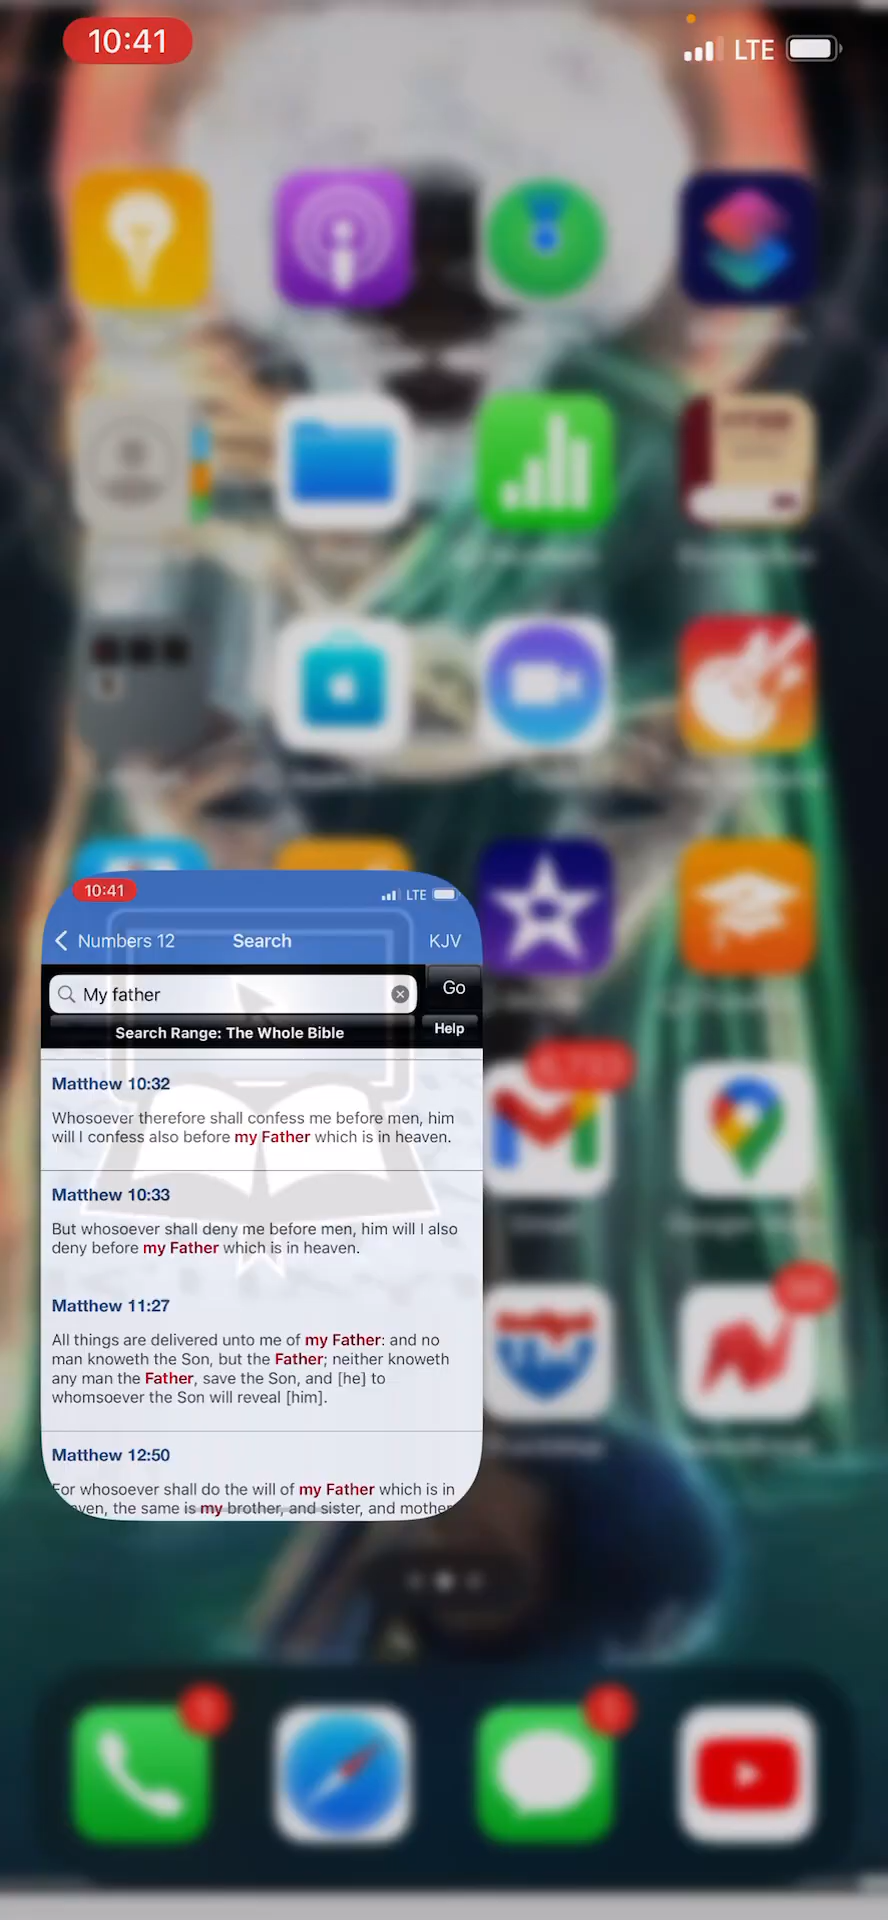 10:41
LTE
10:41
LTE
Numbers 12
Search
KJV
My father
Go
Search Range: The Whole Bible
Help
Matthew 10:32
Whosoever therefore shall confess me before men, him
will I confess also before my Father which is in heaven.
Matthew 10:33
But whosoever shall deny me before men, him will I also
deny before my Father which is in heaven.
Matthew 11:27
All things are delivered unto me of my Father: and no
man knoweth the Son, but the Father; neither knoweth
any man the Father, save the Son, and [he] to
whomsoever the Son will reveal [him].
Matthew 12:50
For whosoever shall do the will of my Father which is in
the same is my brother, and sister, and mother